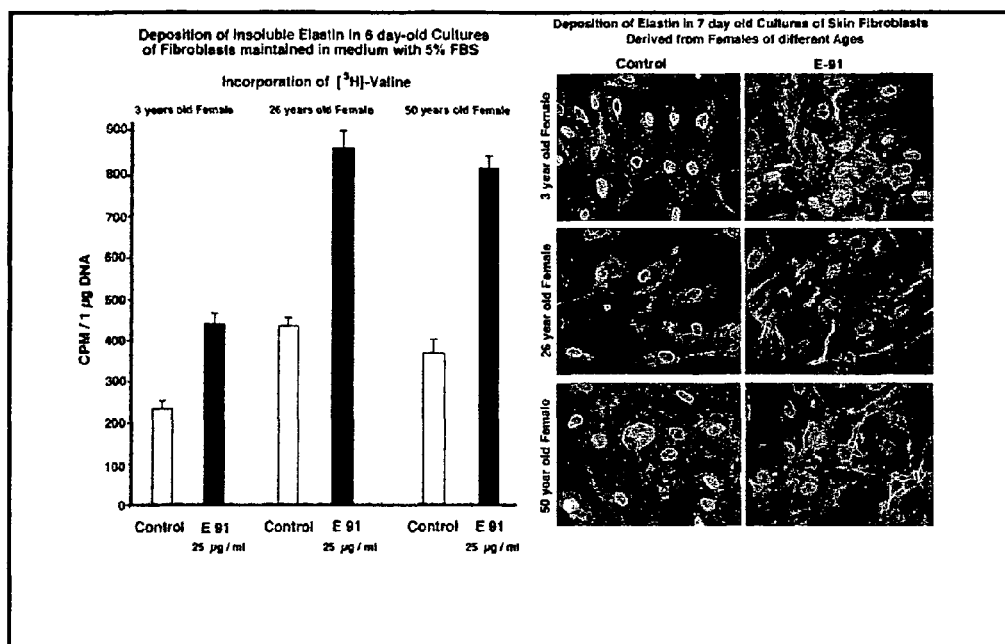 Deposition of Insoluble Elastin in 6 day-old Cultures
of Fibroblasts maintained in medium with 5% FBS
Incorporation of [³H]-Valine
3 years old Female 26 years old Female 50 years old Female
CPM / 1 µg DNA
900
800
700
600
500
400
300
200
100
0
Control E 91 Control E 91 Control E 91
25 µg / ml 25 µg / ml 25 µg / ml
Deposition of Elastin in 7 day old Cultures of Skin Fibroblasts
Derived from Females of different Ages
Control E-91
3 year old Female
26 year old Female
50 year old Female